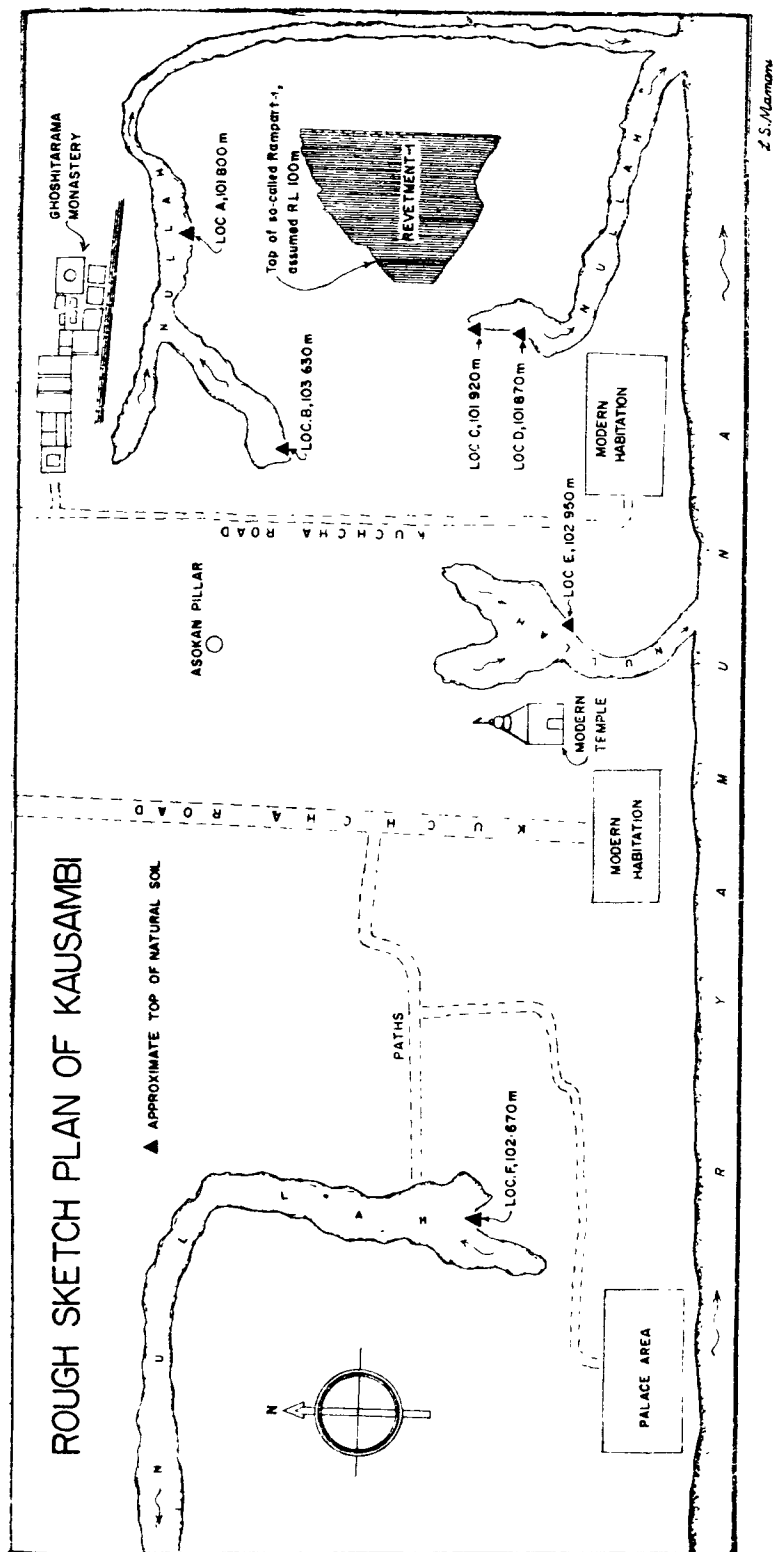 ROUGH SKETCH PLAN OF KAUSAMBI
▲ APPROXIMATE TOP OF NATURAL SOIL
GHOSHITARAMA
MONASTERY
NULLAH
LOC A, 101 800 m
LOC. B, 103 630 m
Top of so-called Rampart-1,
assumed RL 100m
REVETMENT-1
LOC C, 101 920 m
LOC D, 101 870 m
NULLAH
MODERN
HABITATION
KUCHCHA ROAD
ASOKAN PILLAR
LOC E, 102 950 m
NULLAH
MODERN
TEMPLE
KUCHCHA ROAD
MODERN
HABITATION
PATHS
NULLAH
LOC. F, 102·670 m
N
PALACE AREA
R. YAMUNA
L S. Mamani